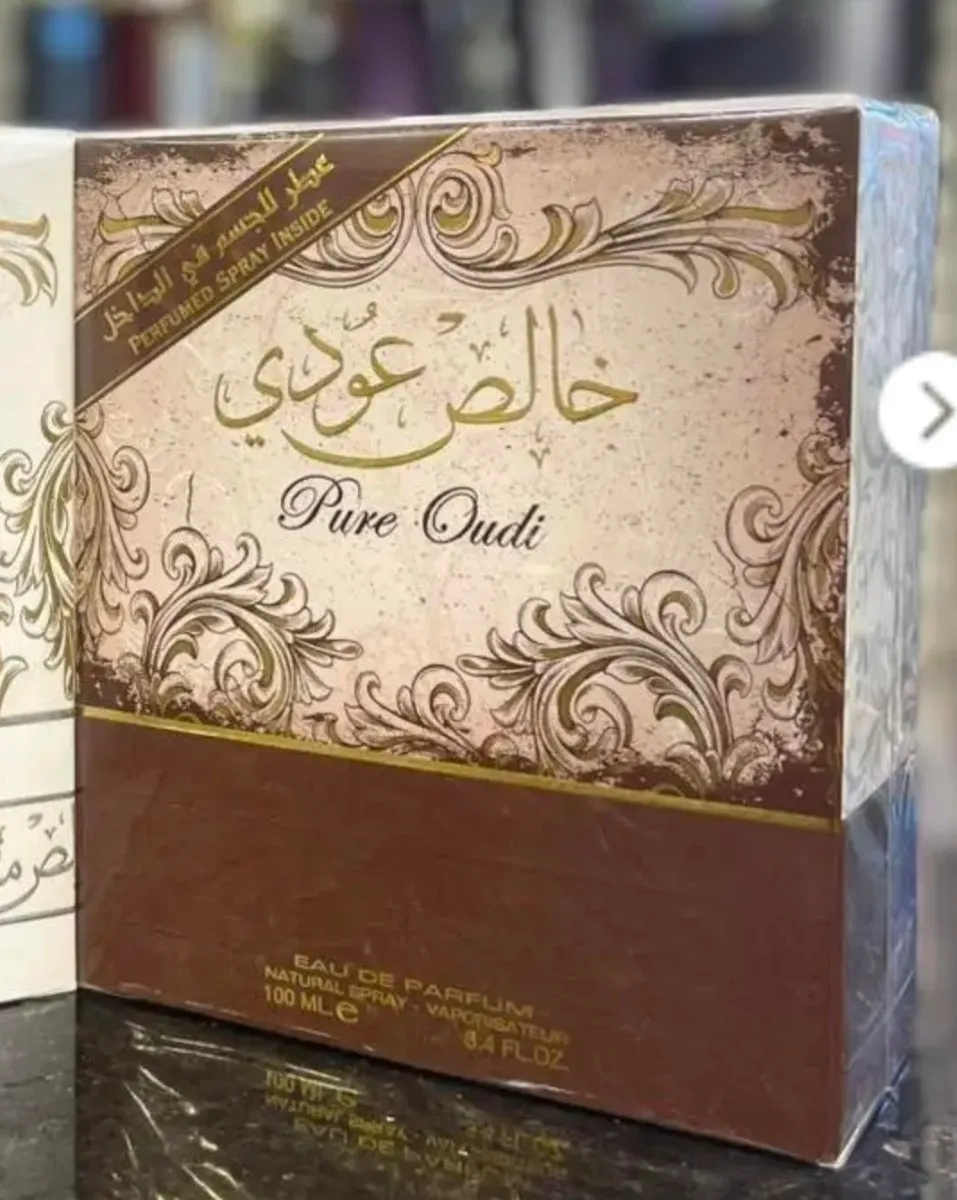 عطر للجسم في الداخل
PERFUMED SPRAY INSIDE
خالص عُودي
Pure Oudi
EAU DE PARFUM
NATURAL SPRAY - VAPORISATEUR
100 ML e 3.4 FL.OZ